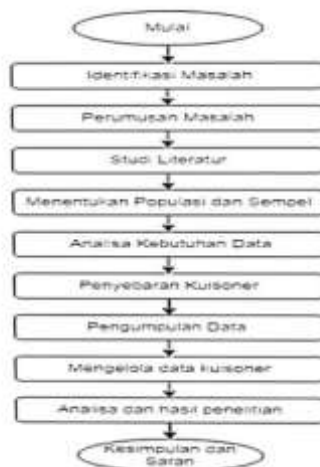 Mulai
Identifikasi Masalah
Perumusan Masalah
Studi Literatur
Menentukan Populasi dan Sempel
Analisa Kebutuhan Data
Penyebaran Kuisoner
Pengumpulan Data
Mengelola data kuisoner
Analisa dan hasil penelitian
Kesimpulan dan
Saran